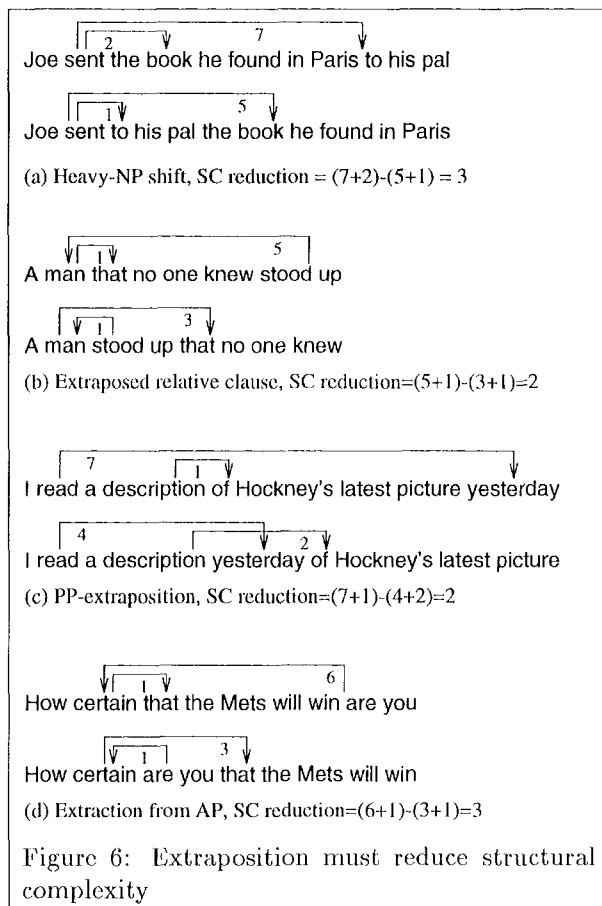 2 7
Joe sent the book he found in Paris to his pal
1 5
Joe sent to his pal the book he found in Paris
(a) Heavy-NP shift, SC reduction = (7+2)-(5+1) = 3
1 5
A man that no one knew stood up
1 3
A man stood up that no one knew
(b) Extraposed relative clause, SC reduction=(5+1)-(3+1)=2
7 1
I read a description of Hockney's latest picture yesterday
4 2
I read a description yesterday of Hockney's latest picture
(c) PP-extraposition, SC reduction=(7+1)-(4+2)=2
1 6
How certain that the Mets will win are you
1 3
How certain are you that the Mets will win
(d) Extraction from AP, SC reduction=(6+1)-(3+1)=3
Figure 6: Extraposition must reduce structural
complexity